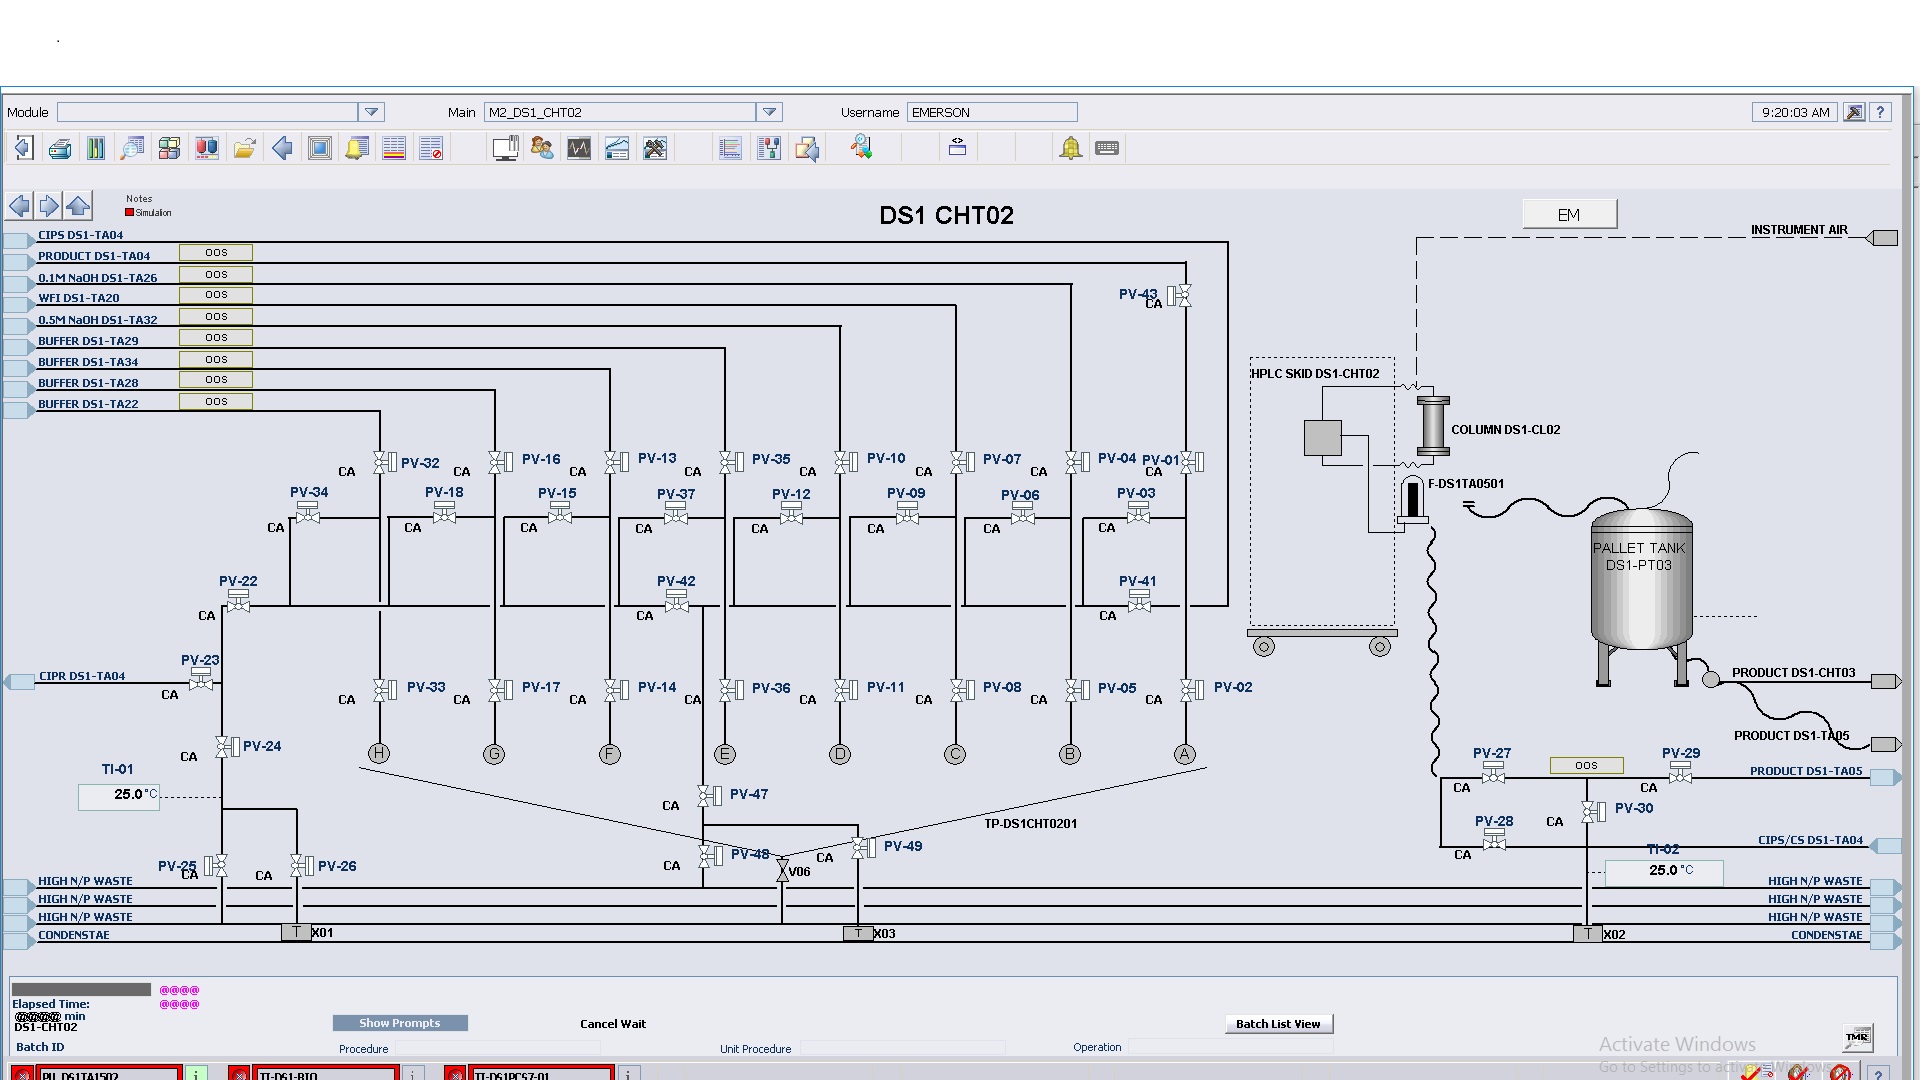 .
Module
Main M2_DS1_CHT02
Username EMERSON
9:20:03 AM
?
<>
Notes
Simulation
DS1 CHT02
EM
INSTRUMENT AIR
CIPS DS1-TA04
PRODUCT DS1-TA04 OOS
0.1M NaOH DS1-TA26 OOS
WFI DS1-TA20 OOS
0.5M NaOH DS1-TA32 OOS
BUFFER DS1-TA29 OOS
BUFFER DS1-TA34 OOS
BUFFER DS1-TA28 OOS
BUFFER DS1-TA22 OOS
PV-43
CA
HPLC SKID DS1-CHT02
COLUMN DS1-CL02
F-DS1TA0501
PALLET TANK
DS1-PT03
CA PV-32 CA PV-16 CA PV-13 CA PV-35 CA PV-10 CA PV-07 CA PV-04 PV-01 CA
PV-34 PV-18 PV-15 PV-37 PV-12 PV-09 PV-06 PV-03
CA CA CA CA CA CA CA CA
PV-22 PV-42 PV-41
CA CA CA
PV-23
CIPR DS1-TA04
CA
CA PV-33 CA PV-17 CA PV-14 CA PV-36 CA PV-11 CA PV-08 CA PV-05 CA PV-02
PRODUCT DS1-CHT03
PRODUCT DS1-TA05
CA PV-24
H G F E D C B A
TI-01
25.0 °C
PV-27 OOS PV-29
CA CA
PRODUCT DS1-TA05
CA PV-47
CA PV-30
TP-DS1CHT0201
PV-28
CA
CIPS/CS DS1-TA04
TI-02
25.0 °C
PV-25
CA
CA PV-26
CA PV-48
V06
CA PV-49
HIGH N/P WASTE HIGH N/P WASTE
HIGH N/P WASTE HIGH N/P WASTE
HIGH N/P WASTE HIGH N/P WASTE
CONDENSTAE T X01 T X03 T X02 CONDENSTAE
@@@@
Elapsed Time: @@@@
@@@@ min
DS1-CHT02
Show Prompts
Cancel Wait
Batch List View
TMR
Batch ID
Procedure
Unit Procedure
Operation
Activate Windows
Go to Settings to activate Windows.
PU_DS1TA1502 i
TI-DS1-RTO i
TI-DS1PCS7-01 i
?